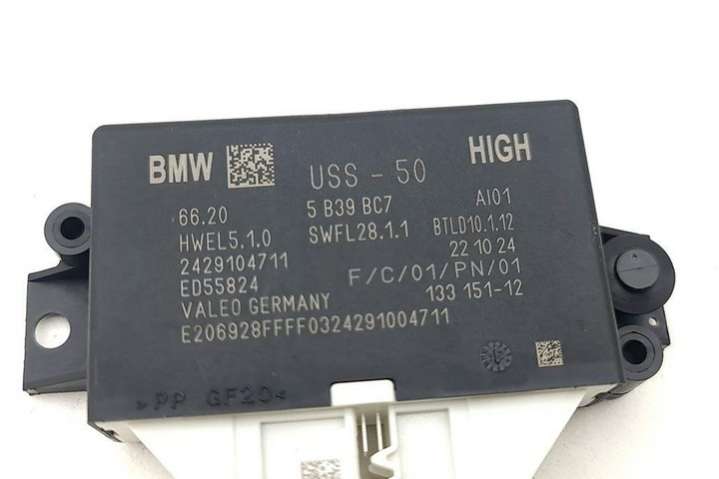 BMW USS - 50 HIGH
66.20 5 B39 BC7 AI01
HWEL5.1.0 SWFL28.1.1 BTLD10.1.12
2429104711 22 10 24
ED55824 F/C/01/PN/01
VALEO GERMANY 133 151-12
E206928FFFF0324291004711
>PP GF20<